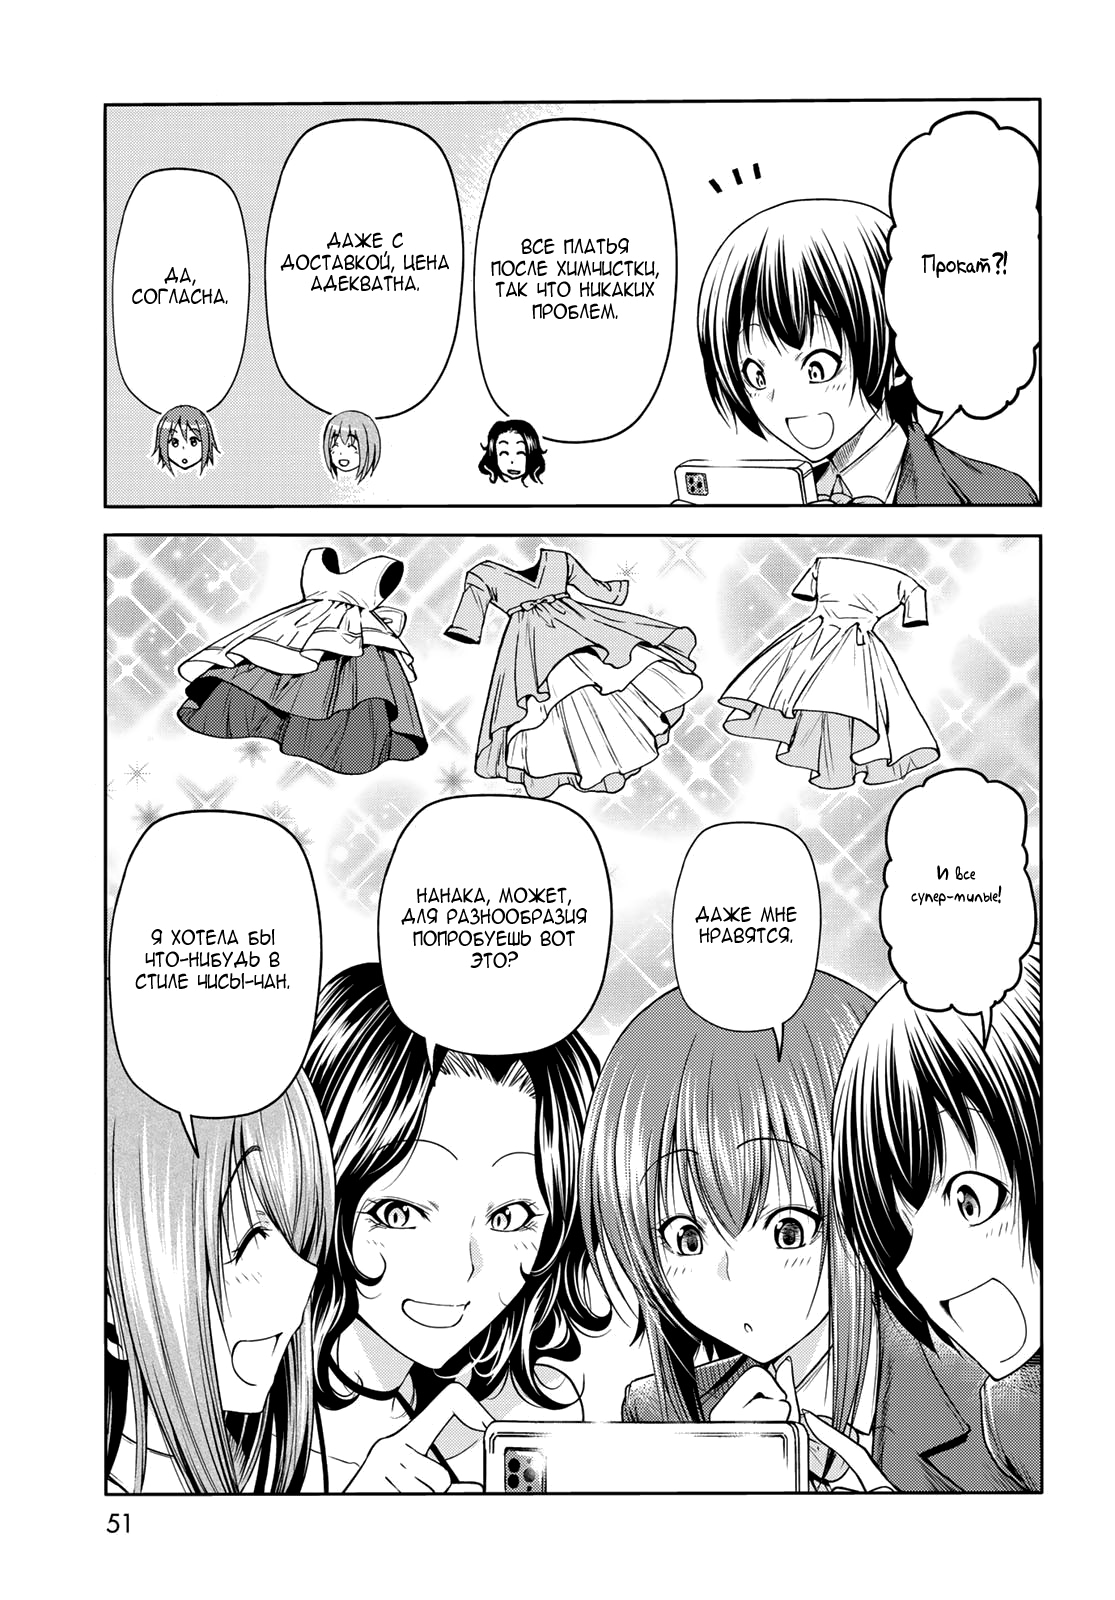 Прокат?!
ВСЕ ПЛАТЬЯ
ПОСЛЕ ХИМЧИСТКИ,
ТАК ЧТО НИКАКИХ
ПРОБЛЕМ.
ДАЖЕ С
ДОСТАВКОЙ, ЦЕНА
АДЕКВАТНА.
ДА,
СОГЛАСНА.
И все
супер-милые!
ДАЖЕ МНЕ
НРАВЯТСЯ.
НАНАКА, МОЖЕТ,
ДЛЯ РАЗНООБРАЗИЯ
ПОПРОБУЕШЬ ВОТ
ЭТО?
Я ХОТЕЛА БЫ
ЧТО-НИБУДЬ В
СТИЛЕ ЧИСЫ-ЧАН.
51